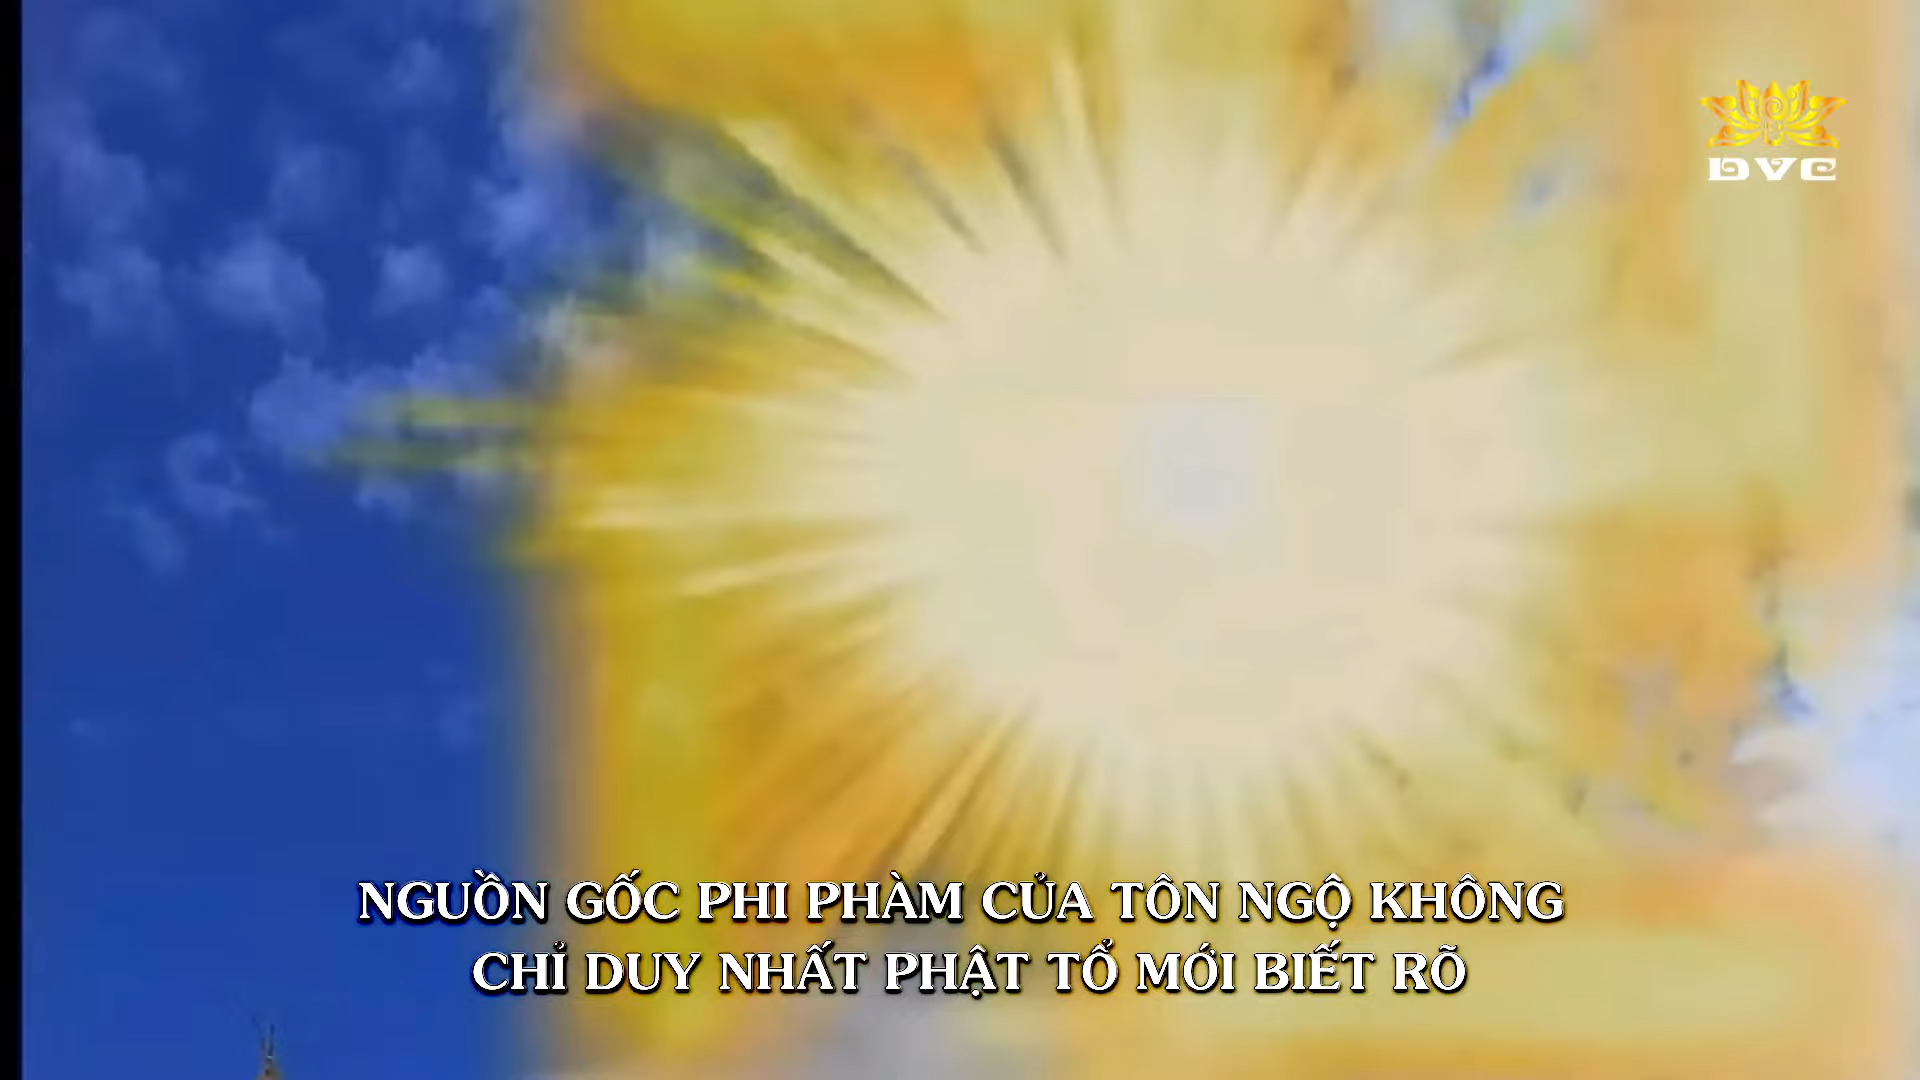 DVC
NGUỒN GỐC PHI PHÀM CỦA TÔN NGỘ KHÔNG
CHỈ DUY NHẤT PHẬT TỔ MỚI BIẾT RÕ